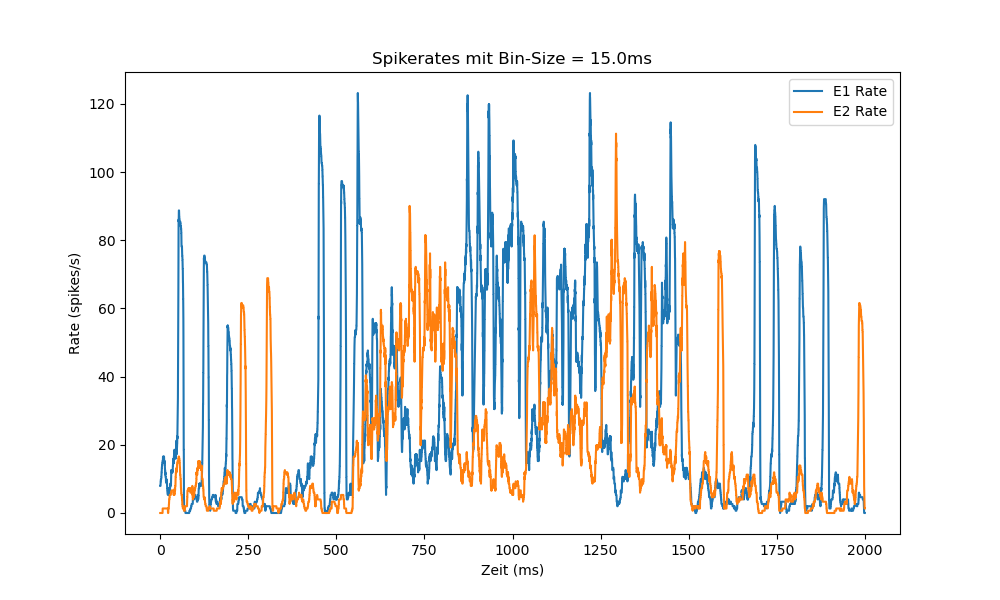 Spikerates mit Bin-Size = 15.0ms
E1 Rate
E2 Rate
Rate (spikes/s)
120
100
80
60
40
20
0
0 250 500 750 1000 1250 1500 1750 2000
Zeit (ms)